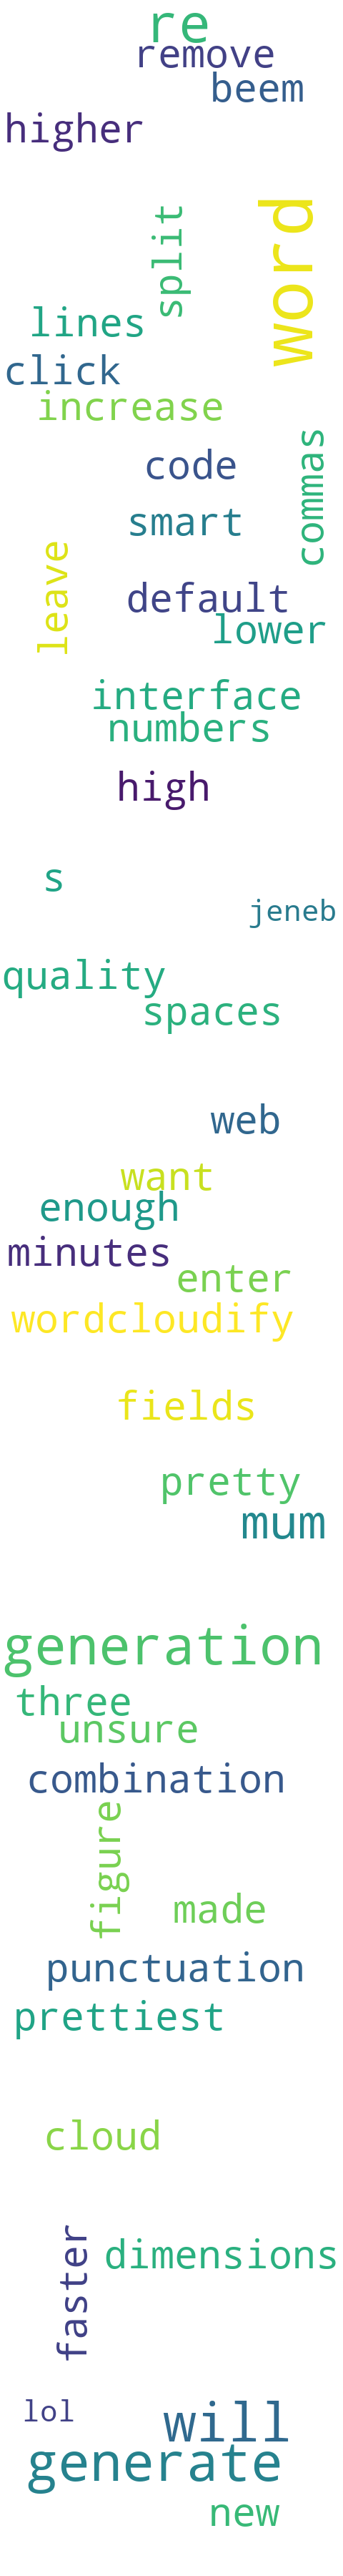 re
remove
beem
higher
split
word
lines
click
increase
commas
code
smart
leave
default
lower
interface
numbers
high
s
jeneb
quality
spaces
web
want
enough
minutes
enter
wordcloudify
fields
pretty
mum
generation
three
unsure
combination
figure
made
punctuation
prettiest
cloud
faster
dimensions
lol
will
generate
new